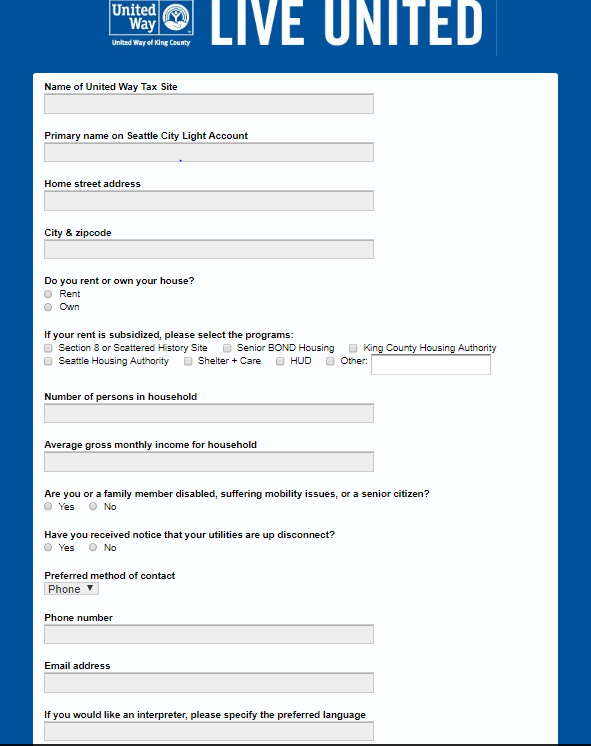 United
Way
United Way of King County
LIVE UNITED
Name of United Way Tax Site
Primary name on Seattle City Light Account
Home street address
City & zipcode
Do you rent or own your house?
Rent
Own
If your rent is subsidized, please select the programs:
Section 8 or Scattered History Site Senior BOND Housing King County Housing Authority
Seattle Housing Authority Shelter + Care HUD Other:
Number of persons in household
Average gross monthly income for household
Are you or a family member disabled, suffering mobility issues, or a senior citizen?
Yes No
Have you received notice that your utilities are up disconnect?
Yes No
Preferred method of contact
Phone
Phone number
Email address
If you would like an interpreter, please specify the preferred language